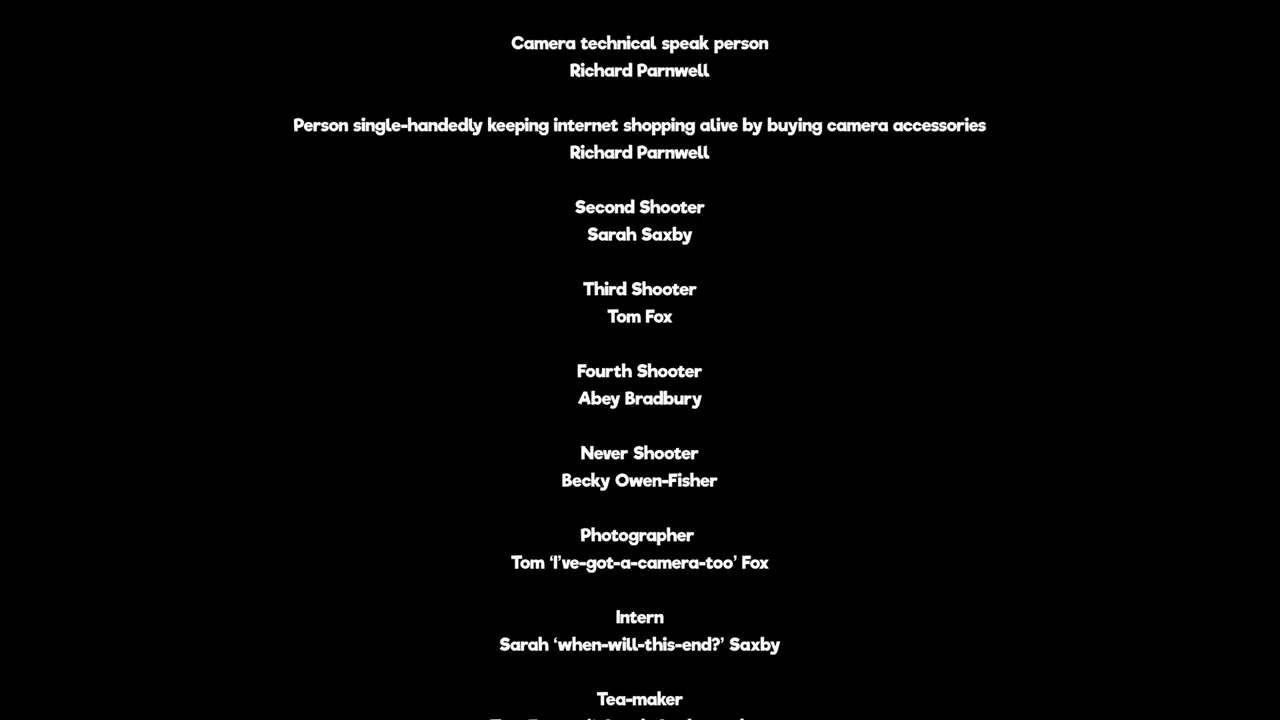 Camera technical speak person
Richard Parnwell
Person single-handedly keeping internet shopping alive by buying camera accessories
Richard Parnwell
Second Shooter
Sarah Saxby
Third Shooter
Tom Fox
Fourth Shooter
Abey Bradbury
Never Shooter
Becky Owen-Fisher
Photographer
Tom ‘I’ve-got-a-camera-too’ Fox
Intern
Sarah ‘when-will-this-end?’ Saxby
Tea-maker